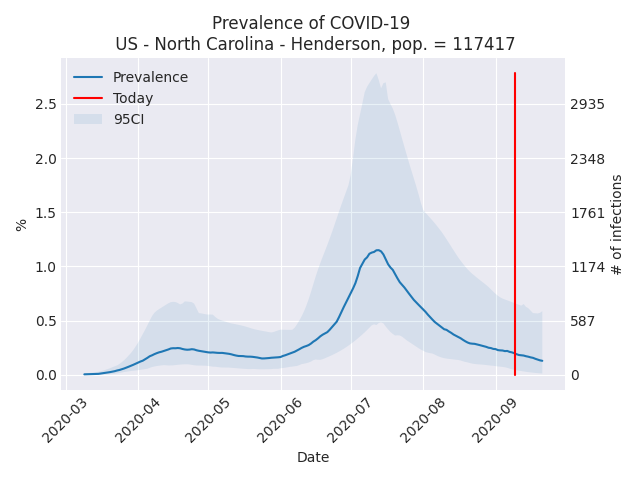 Prevalence of COVID-19
US - North Carolina - Henderson, pop. = 117417
Prevalence
Today
95CI
2.5
2.0
1.5
1.0
0.5
0.0
%
2935
2348
1761
1174
587
0
# of infections
2020-03
2020-04
2020-05
2020-06
2020-07
2020-08
2020-09
Date